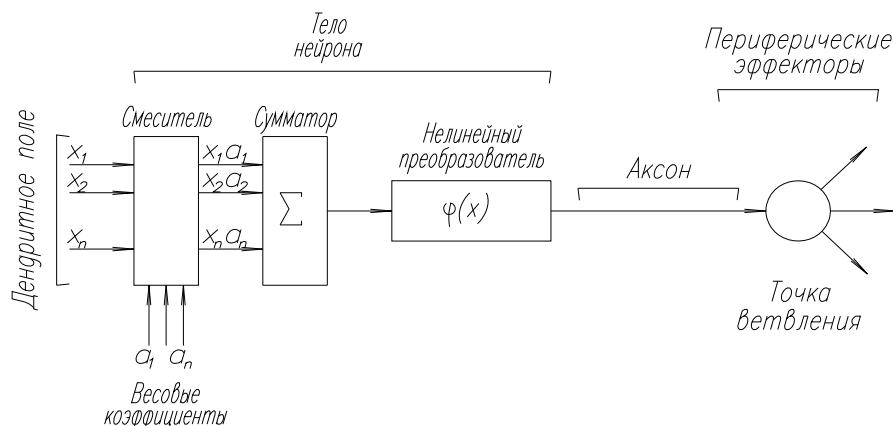 Тело
нейрона
Периферические
эффекторы
Смеситель
Сумматор
Нелинейный
преобразователь
Аксон
Дендритное поле
x1
x2
xn
x1a1
x2a2
xnan
Σ
φ(x)
a1
an
Весовые
коэффициенты
Точка
ветвления